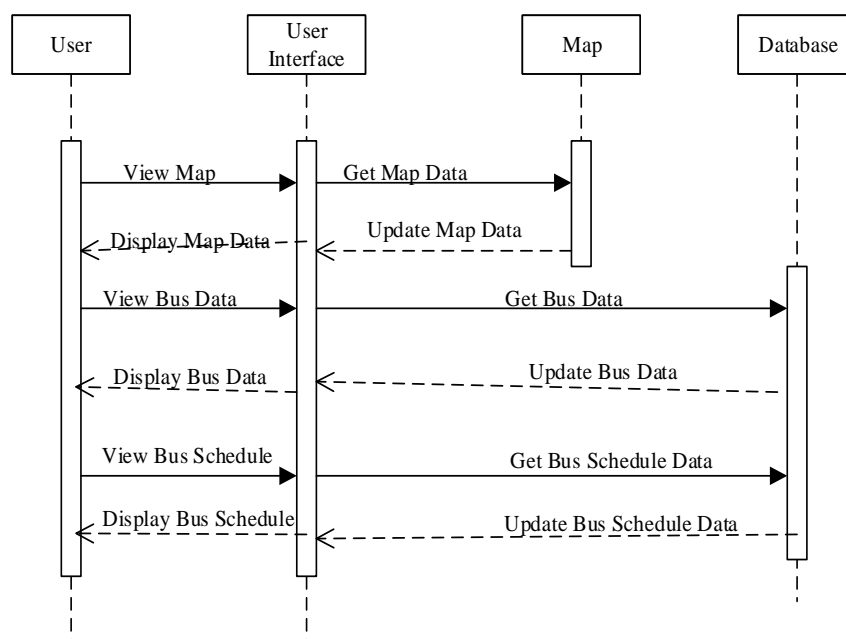 User
User
Interface
Map
Database
View Map
Get Map Data
Display Map Data
Update Map Data
View Bus Data
Get Bus Data
Display Bus Data
Update Bus Data
View Bus Schedule
Get Bus Schedule Data
Display Bus Schedule
Update Bus Schedule Data